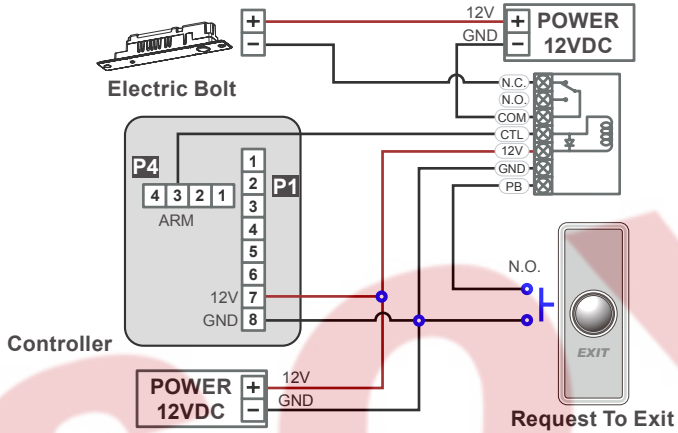 + 12V + POWER
− GND − 12VDC
Electric Bolt
N.C.
N.O.
COM
CTL
12V
GND
PB
P4
4 3 2 1
ARM
P1
1
2
3
4
5
6
12V 7
GND 8
Controller
POWER + 12V
12VDC − GND
N.O.
EXIT
Request To Exit